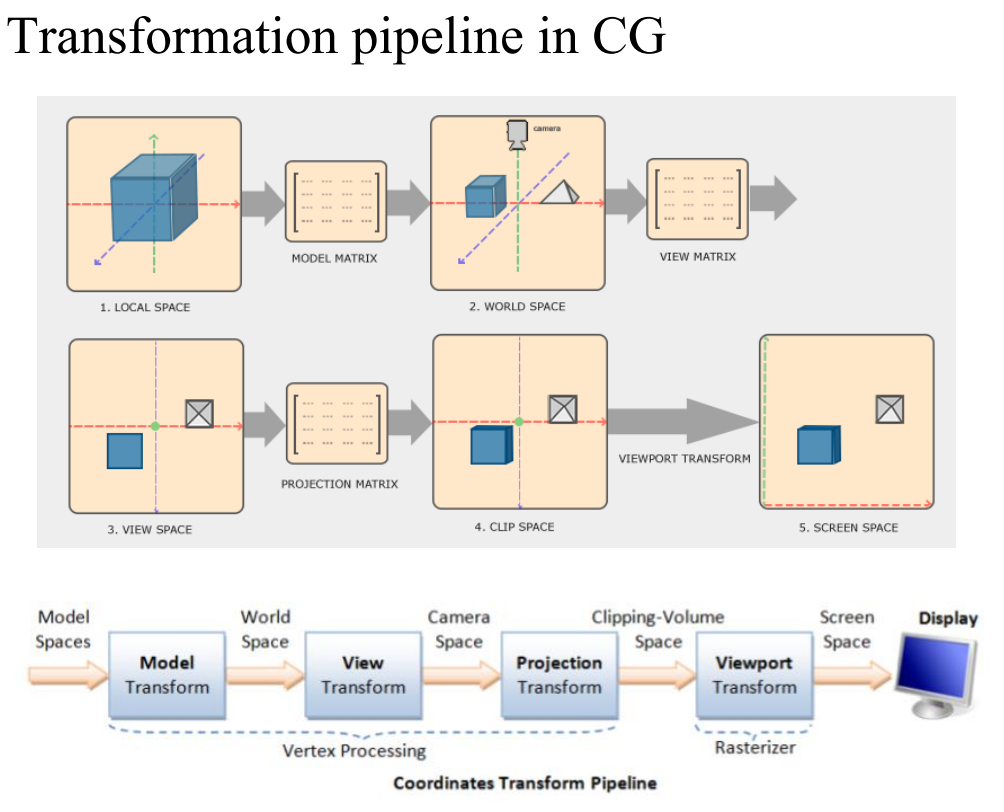 Transformation pipeline in CG
camera
MODEL MATRIX
VIEW MATRIX
1. LOCAL SPACE
2. WORLD SPACE
PROJECTION MATRIX
VIEWPORT TRANSFORM
3. VIEW SPACE
4. CLIP SPACE
5. SCREEN SPACE
Model
Spaces
World
Space
Camera
Space
Clipping-Volume
Space
Screen
Space
Display
Model
Transform
View
Transform
Projection
Transform
Viewport
Transform
Vertex Processing
Rasterizer
Coordinates Transform Pipeline